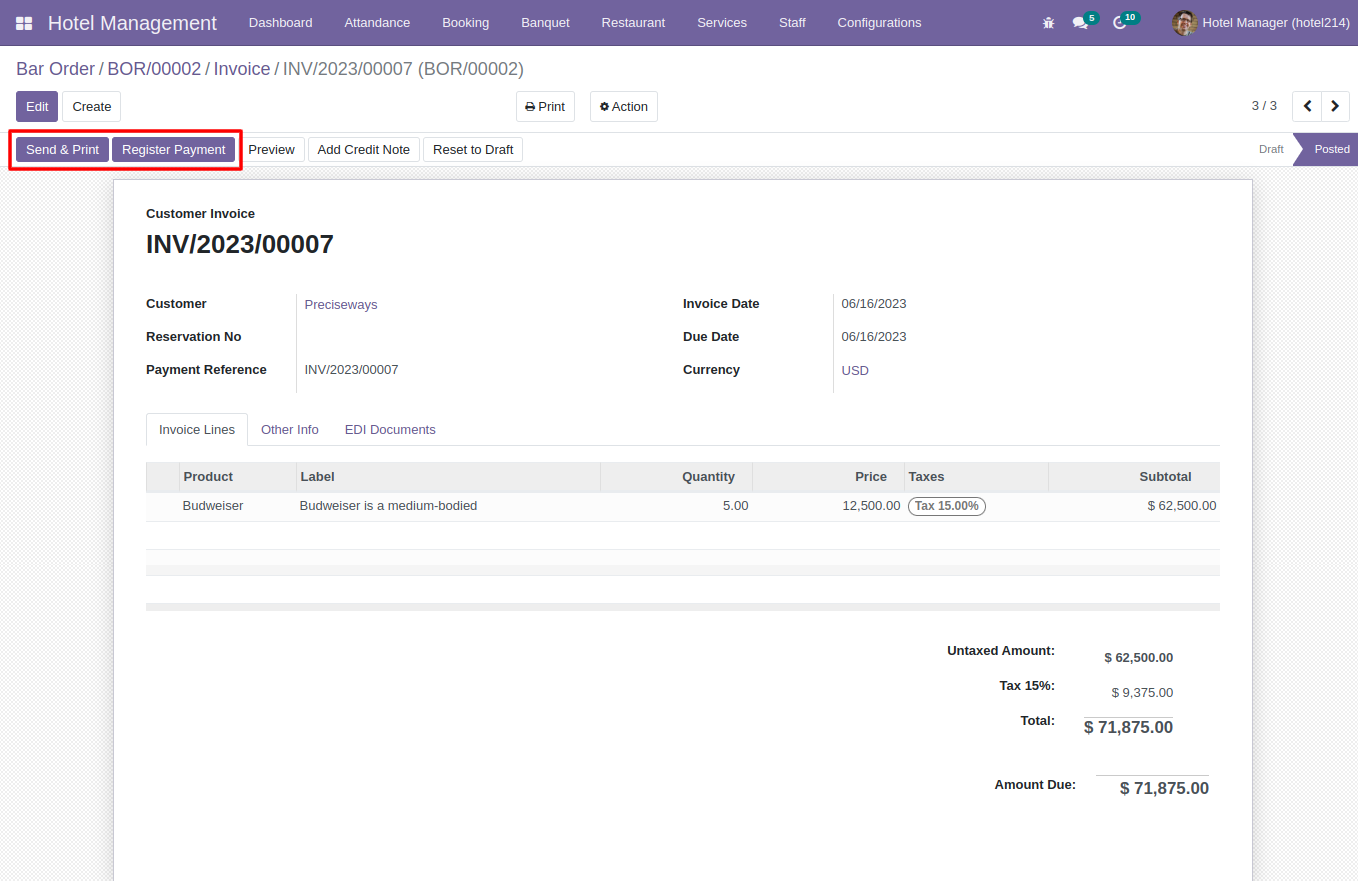 Hotel Management Dashboard Attandance Booking Banquet Restaurant Services Staff Configurations 5 10 Hotel Manager (hotel214)
Bar Order / BOR/00002 / Invoice / INV/2023/00007 (BOR/00002)
Edit Create Print Action 3 / 3
Send & Print Register Payment Preview Add Credit Note Reset to Draft Draft Posted
Customer Invoice
INV/2023/00007
Customer Preciseways Invoice Date 06/16/2023
Reservation No Due Date 06/16/2023
Payment Reference INV/2023/00007 Currency USD
Invoice Lines Other Info EDI Documents
Product Label Quantity Price Taxes Subtotal
Budweiser Budweiser is a medium-bodied 5.00 12,500.00 Tax 15.00% $ 62,500.00
Untaxed Amount: $ 62,500.00
Tax 15%: $ 9,375.00
Total: $ 71,875.00
Amount Due: $ 71,875.00